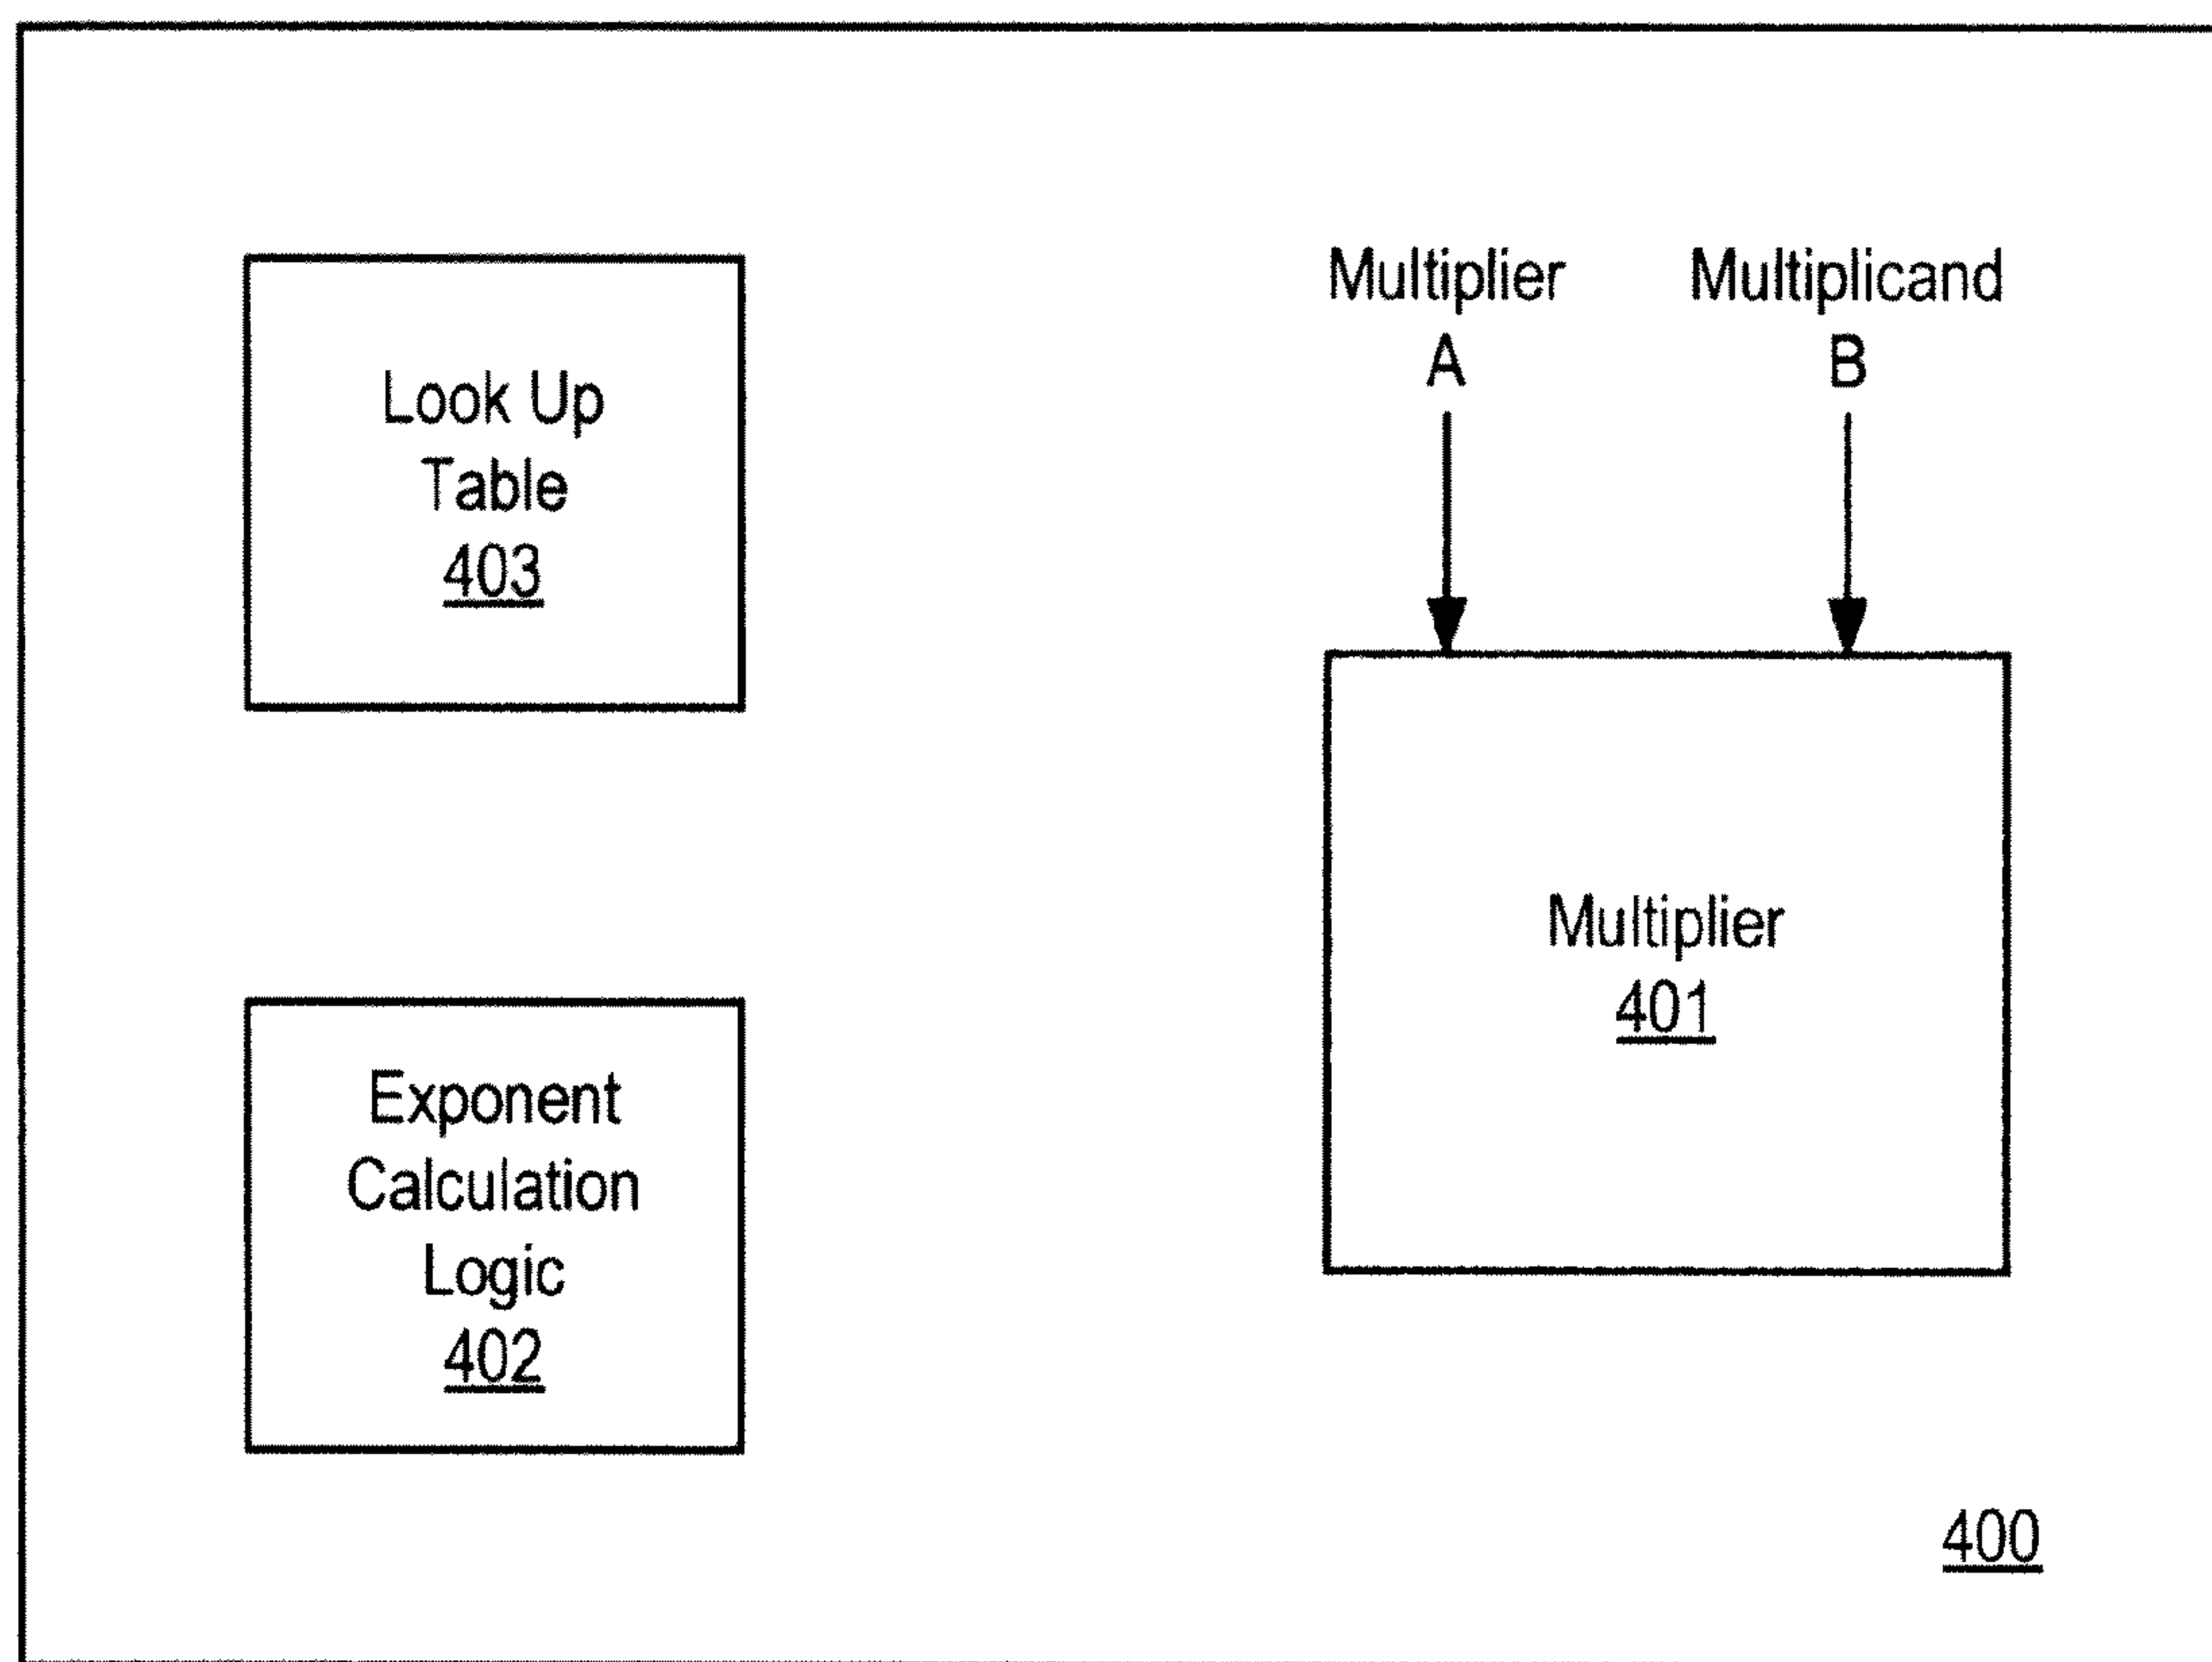 Look Up
Table
403
Multiplier
A
Multiplicand
B
Multiplier
401
Exponent
Calculation
Logic
402
400